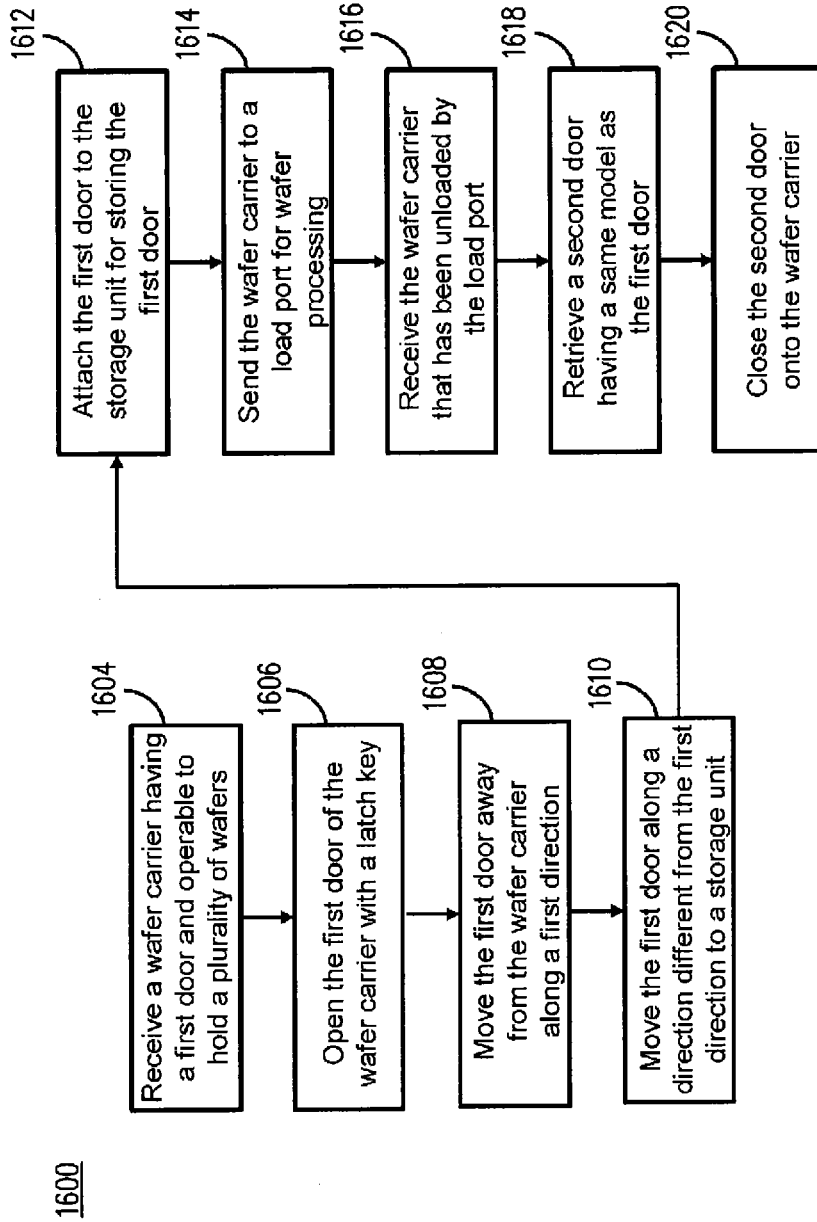 1600
1604
Receive a wafer carrier having
a first door and operable to
hold a plurality of wafers
1606
Open the first door of the
wafer carrier with a latch key
1608
Move the first door away
from the wafer carrier
along a first direction
1610
Move the first door along a
direction different from the first
direction to a storage unit
1612
Attach the first door to the
storage unit for storing the
first door
1614
Send the wafer carrier to a
load port for wafer
processing
1616
Receive the wafer carrier
that has been unloaded by
the load port
1618
Retrieve a second door
having a same model as
the first door
1620
Close the second door
onto the wafer carrier